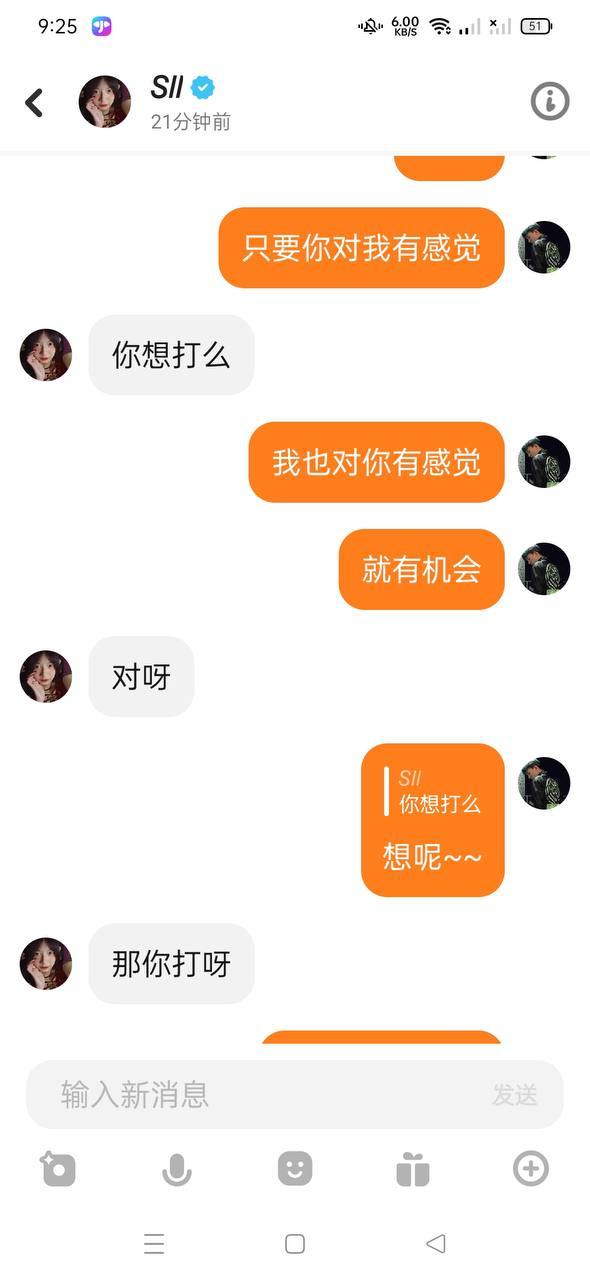 9:25
6.00
KB/S
51
Sll
21分钟前
只要你对我有感觉
你想打么
我也对你有感觉
就有机会
对呀
Sll
你想打么
想呢~~
那你打呀
输入新消息
发送